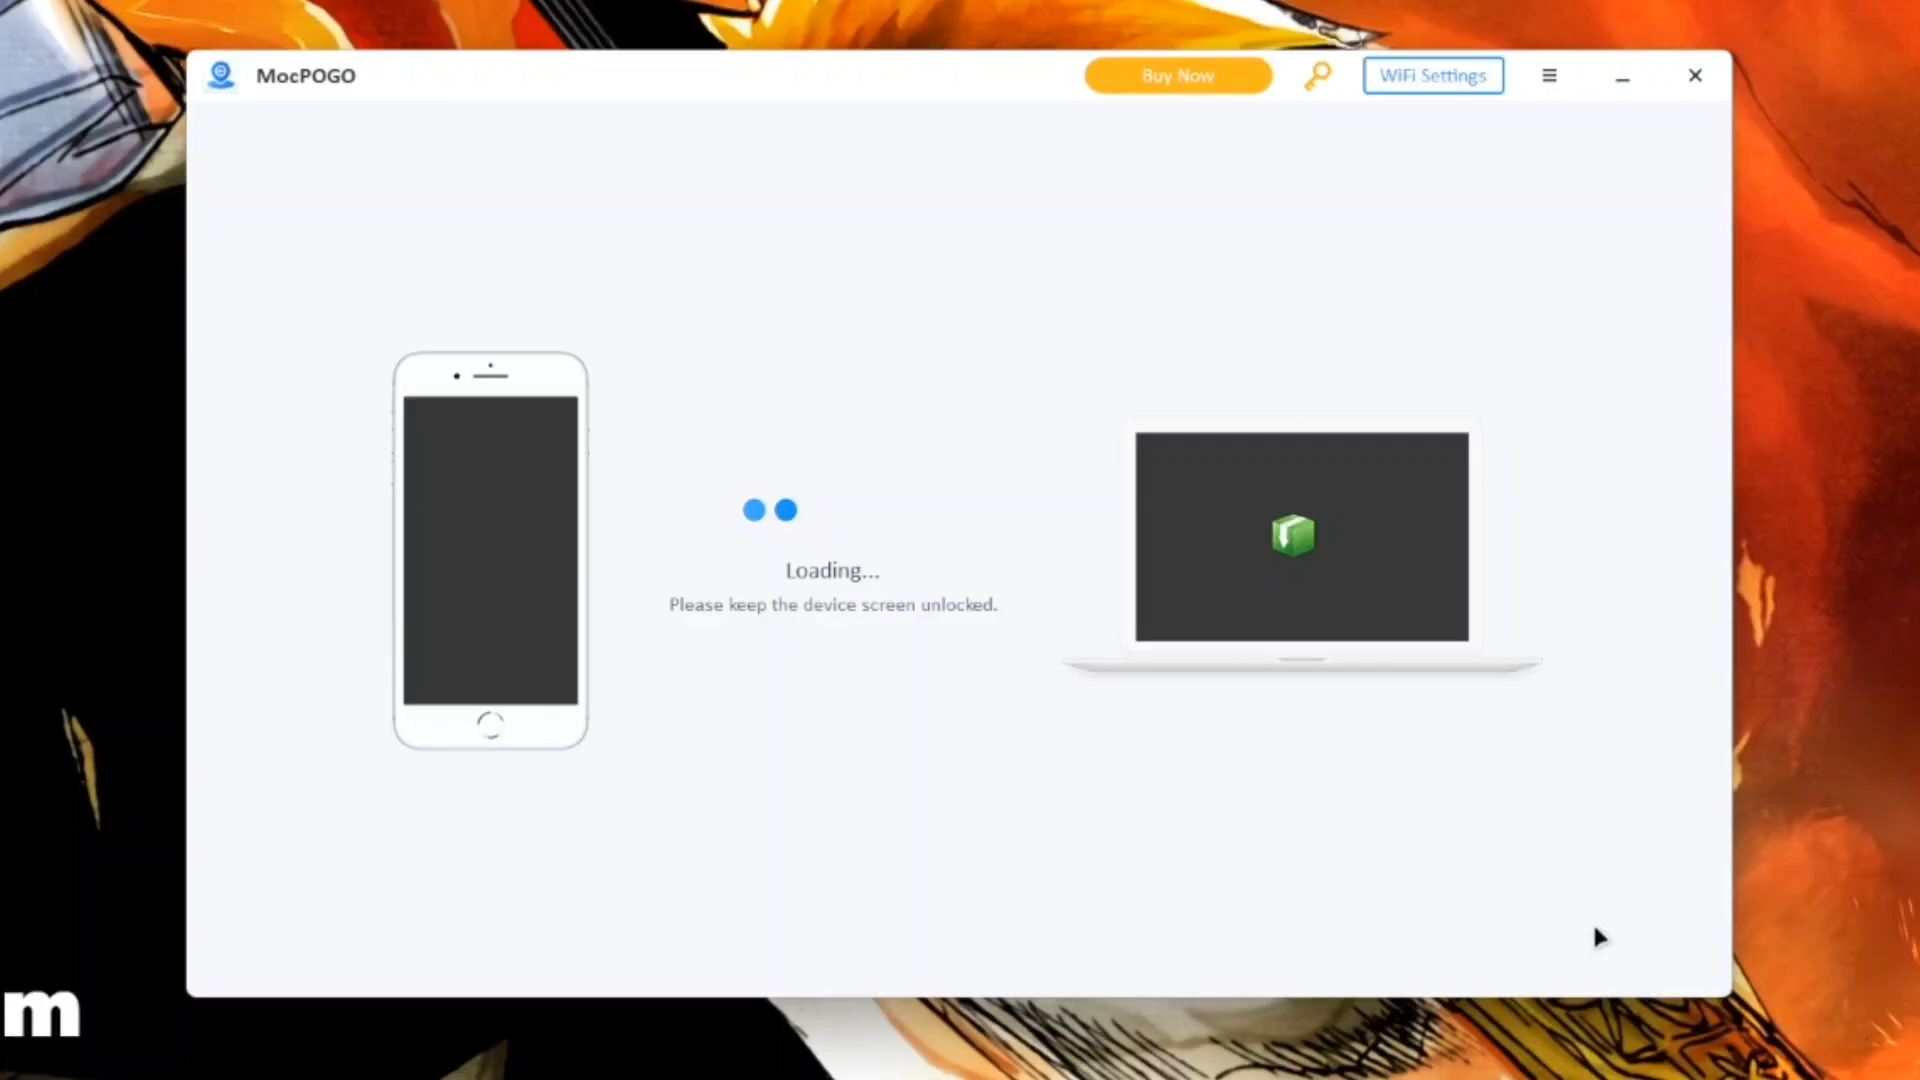 MocPOGO
Buy Now
WiFi Settings
Loading...
Please keep the device screen unlocked.
m